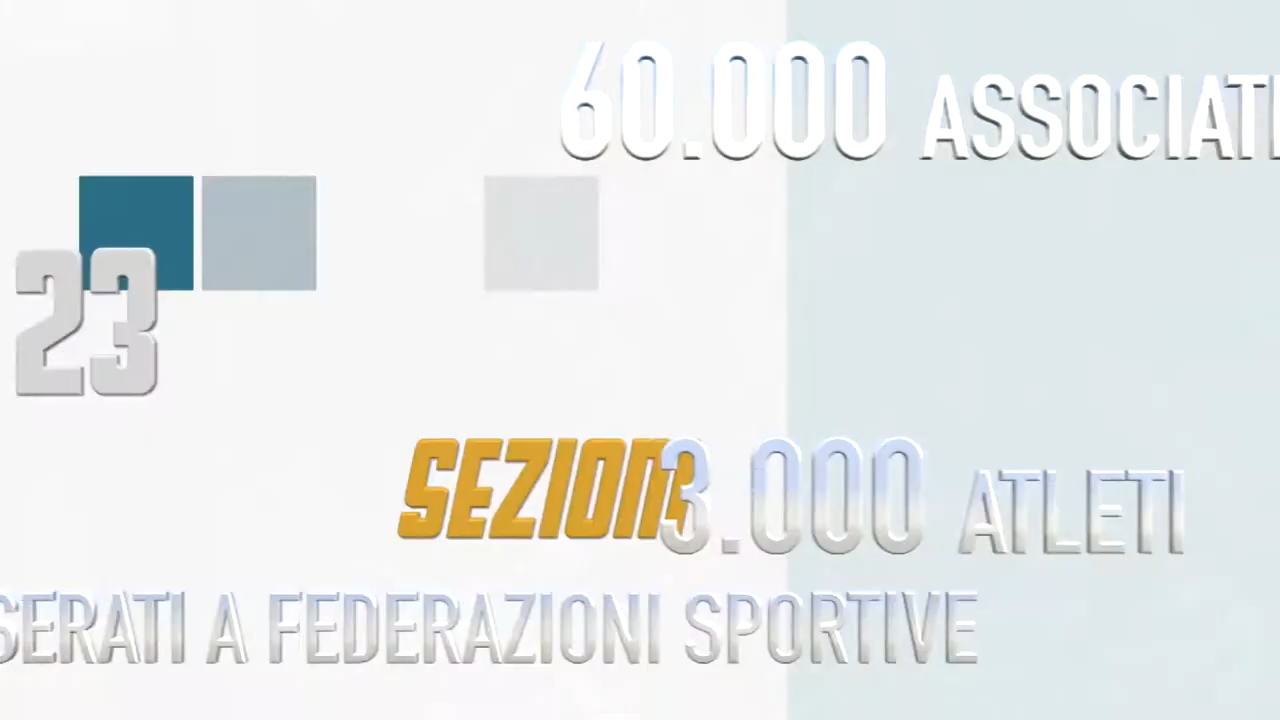 60.000 ASSOCIATI
23
SEZIONI
3.000 ATLETI
SERATI A FEDERAZIONI SPORTIVE